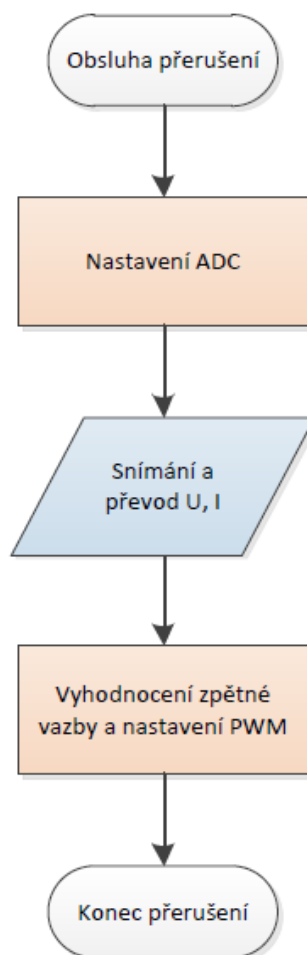 Obsluha přerušení
Nastavení ADC
Snímání a
převod U, I
Vyhodnocení zpětné
vazby a nastavení PWM
Konec přerušení